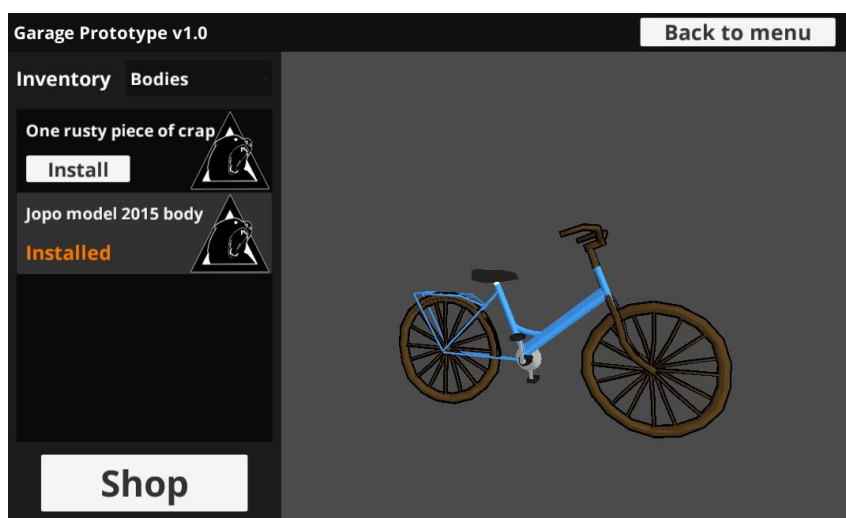 Garage Prototype v1.0
Back to menu
Inventory
Bodies
One rusty piece of crap
Install
Jopo model 2015 body
Installed
Shop